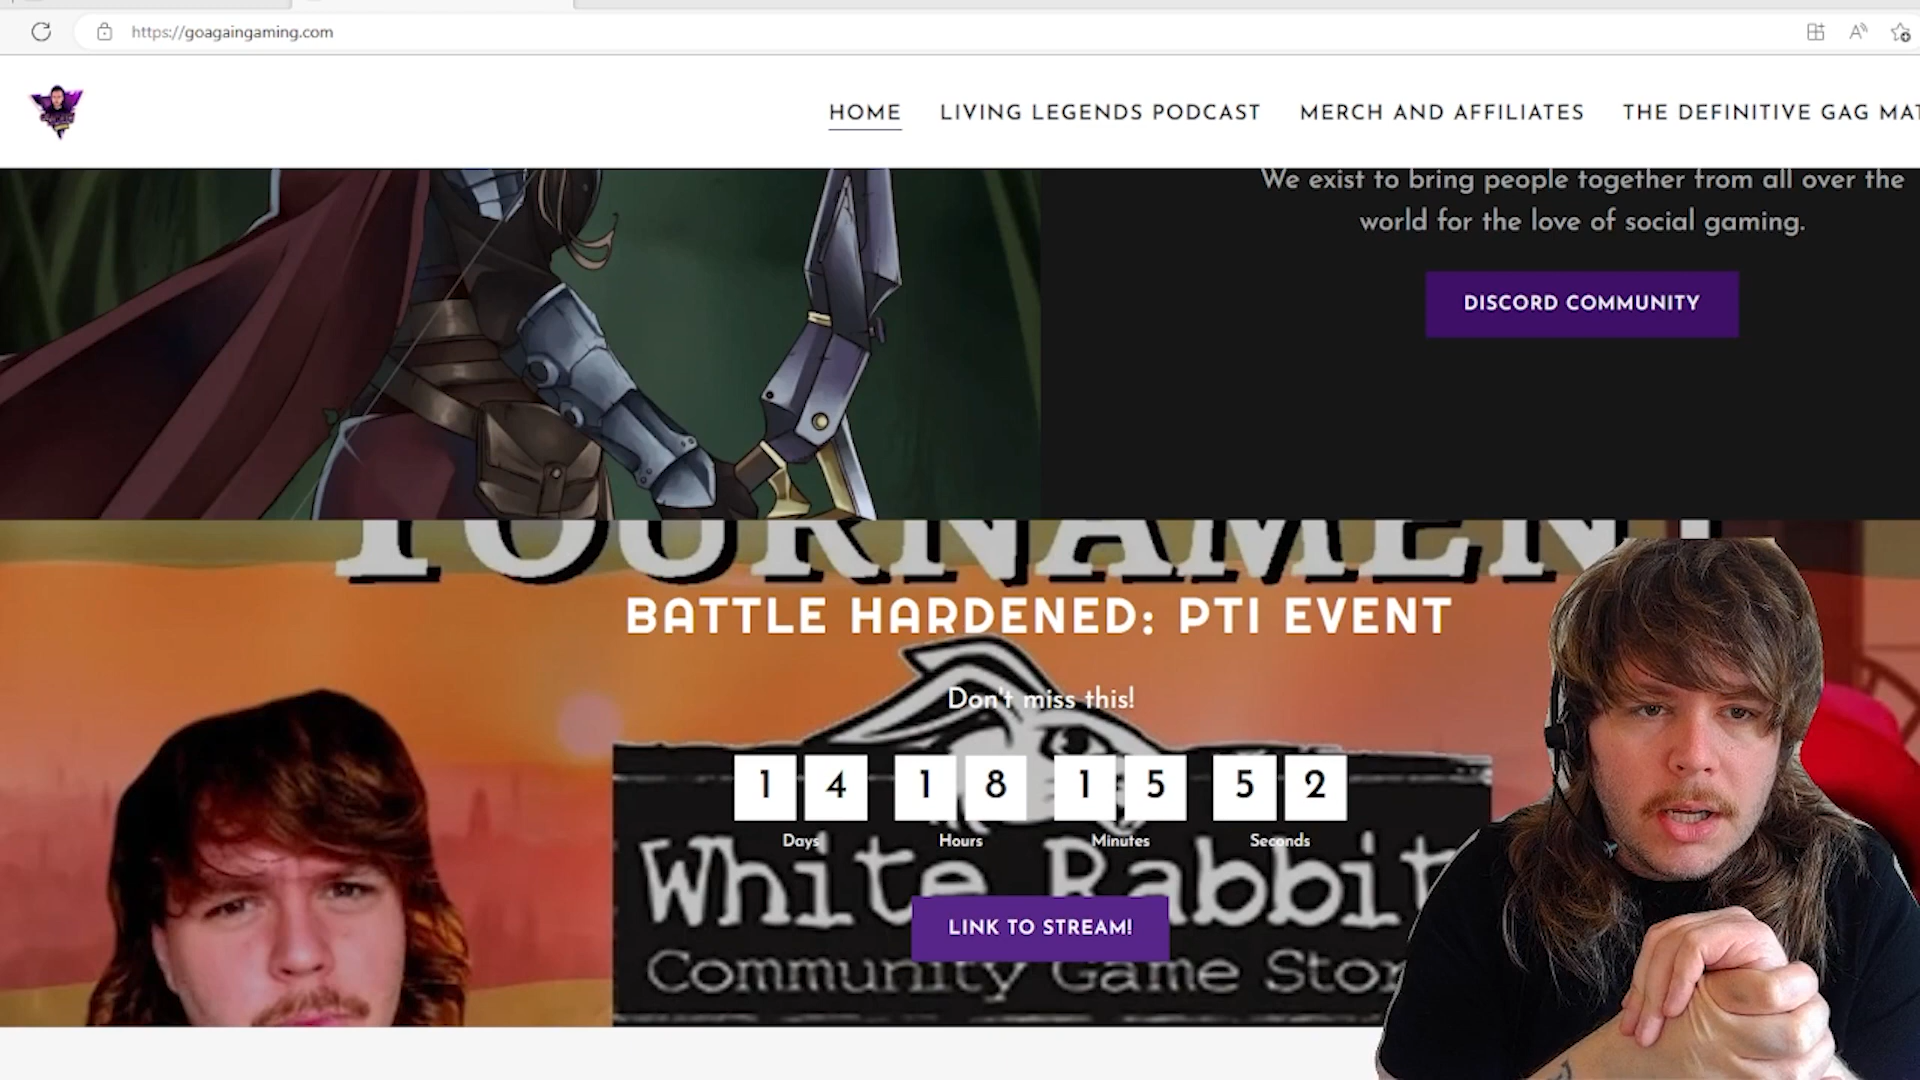 https://goagaingaming.com
HOME LIVING LEGENDS PODCAST MERCH AND AFFILIATES THE DEFINITIVE GAG MAT
We exist to bring people together from all over the
world for the love of social gaming.
DISCORD COMMUNITY
TOURNAMENT
BATTLE HARDENED: PTI EVENT
Don't miss this!
1 4 1 8 1 5 5 2
Days Hours Minutes Seconds
White Rabbit
LINK TO STREAM!
Community Game Stor